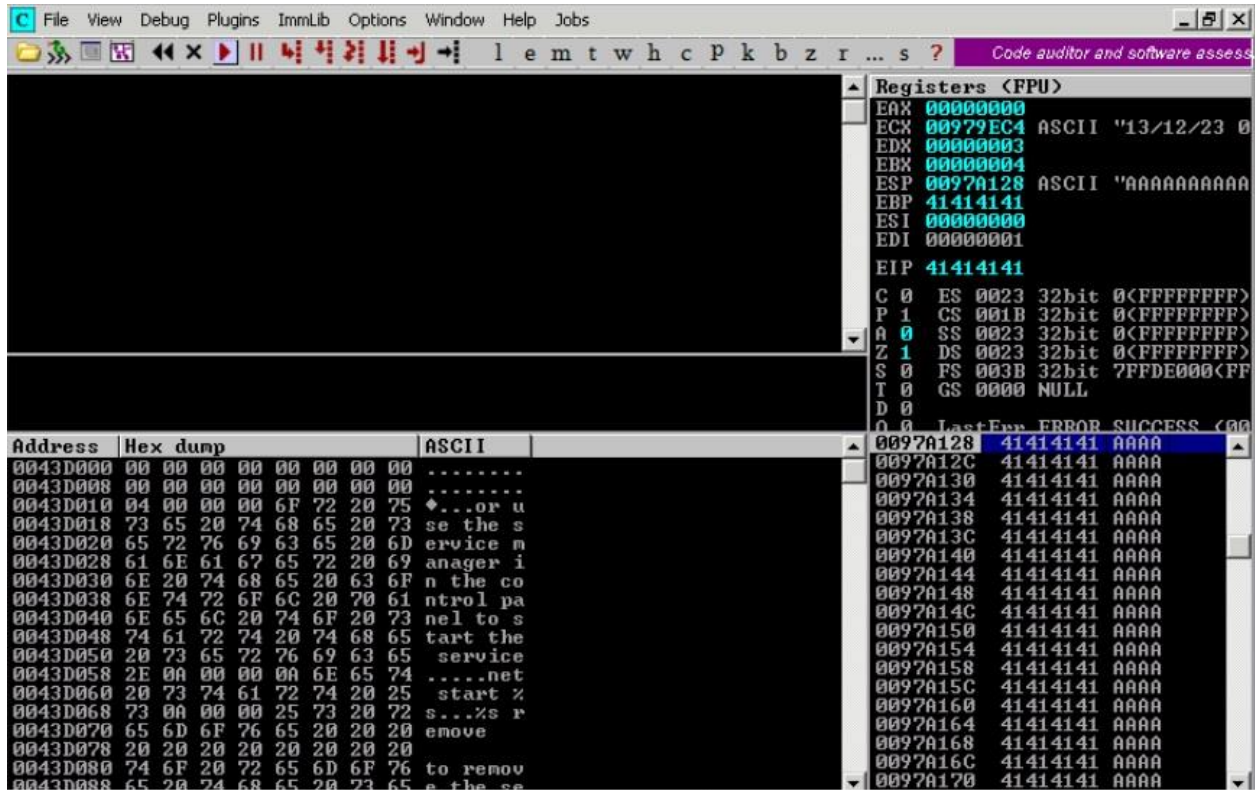 C File View Debug Plugins ImmLib Options Window Help Jobs
l e m t w h c P k b z r ... s ? Code auditor and software assess
Registers (FPU)
EAX 00000000
ECX 00979EC4 ASCII "13/12/23 0
EDX 00000003
EBX 00000004
ESP 0097A128 ASCII "AAAAAAAAAA
EBP 41414141
ESI 00000000
EDI 00000001
EIP 41414141
C 0 ES 0023 32bit 0(FFFFFFFF)
P 1 CS 001B 32bit 0(FFFFFFFF)
A 0 SS 0023 32bit 0(FFFFFFFF)
Z 1 DS 0023 32bit 0(FFFFFFFF)
S 0 FS 003B 32bit 7FFDE000(FF
T 0 GS 0000 NULL
D 0
O 0 LastErr ERROR SUCCESS (00
Address Hex dump ASCII
0043D000 00 00 00 00 00 00 00 00 ........
0043D008 00 00 00 00 00 00 00 00 ........
0043D010 04 00 00 00 6F 72 20 75 ♦...or u
0043D018 73 65 20 74 68 65 20 73 se the s
0043D020 65 72 76 69 63 65 20 6D ervice m
0043D028 61 6E 61 67 65 72 20 69 anager i
0043D030 6E 20 74 68 65 20 63 6F n the co
0043D038 6E 74 72 6F 6C 20 70 61 ntrol pa
0043D040 6E 65 6C 20 74 6F 20 73 nel to s
0043D048 74 61 72 74 20 74 68 65 tart the
0043D050 20 73 65 72 76 69 63 65 service
0043D058 2E 0A 00 00 0A 6E 65 74 .....net
0043D060 20 73 74 61 72 74 20 25 start %
0043D068 73 0A 00 00 25 73 20 72 s...%s r
0043D070 65 6D 6F 76 65 20 20 20 emove
0043D078 20 20 20 20 20 20 20 20
0043D080 74 6F 20 72 65 6D 6F 76 to remov
0043D088 65 20 74 68 65 20 73 65 e the se
0097A128 41414141 AAAA
0097A12C 41414141 AAAA
0097A130 41414141 AAAA
0097A134 41414141 AAAA
0097A138 41414141 AAAA
0097A13C 41414141 AAAA
0097A140 41414141 AAAA
0097A144 41414141 AAAA
0097A148 41414141 AAAA
0097A14C 41414141 AAAA
0097A150 41414141 AAAA
0097A154 41414141 AAAA
0097A158 41414141 AAAA
0097A15C 41414141 AAAA
0097A160 41414141 AAAA
0097A164 41414141 AAAA
0097A168 41414141 AAAA
0097A16C 41414141 AAAA
0097A170 41414141 AAAA